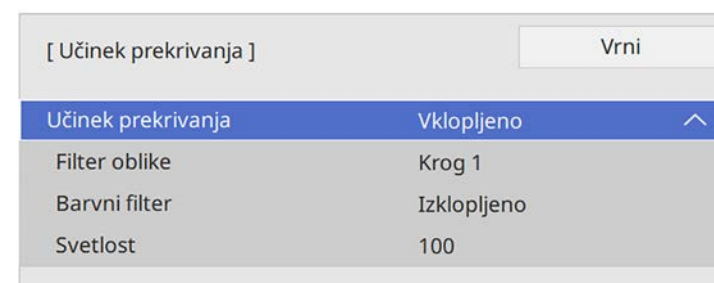 [ Učinek prekrivanja ] Vrni
Učinek prekrivanja Vklopljeno
Filter oblike Krog 1
Barvni filter Izklopljeno
Svetlost 100